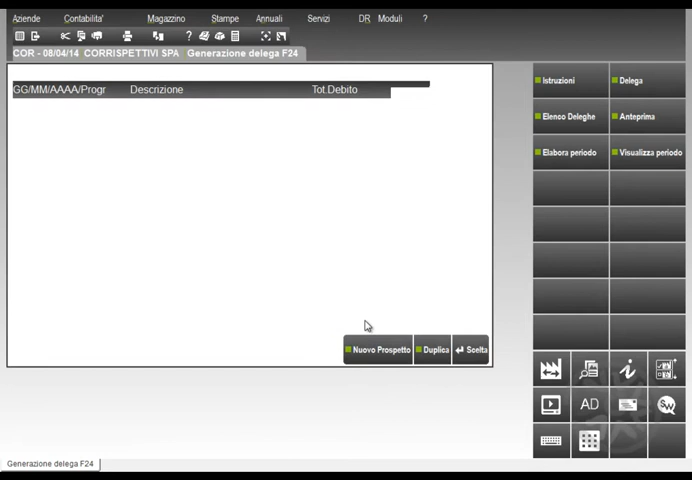 Aziende Contabilita' Magazzino Stampe Annuali Servizi DR Moduli ?
COR - 08/04/14 CORRISPETTIVI SPA Generazione delega F24
GG/MM/AAAA/Progr Descrizione Tot.Debito
Istruzioni Delega
Elenco Deleghe Anteprima
Elabora periodo Visualizza periodo
Nuovo Prospetto Duplica Scelta
i
AD SW
Generazione delega F24